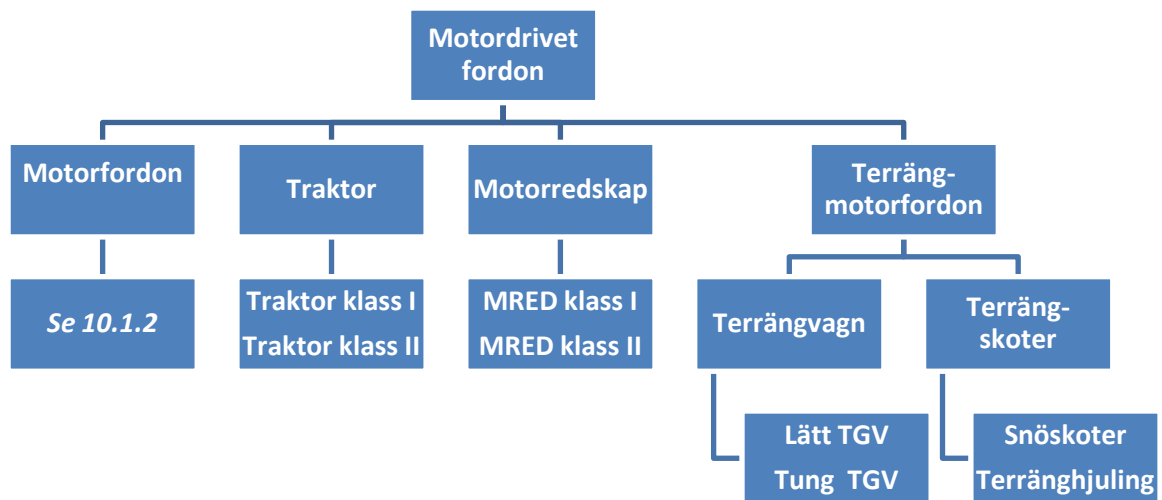 Motordrivet
fordon
Motorfordon
Traktor
Motorredskap
Terräng-
motorfordon
Se 10.1.2
Traktor klass I
Traktor klass II
MRED klass I
MRED klass II
Terrängvagn
Terräng-
skoter
Lätt TGV
Tung TGV
Snöskoter
Terränghjuling